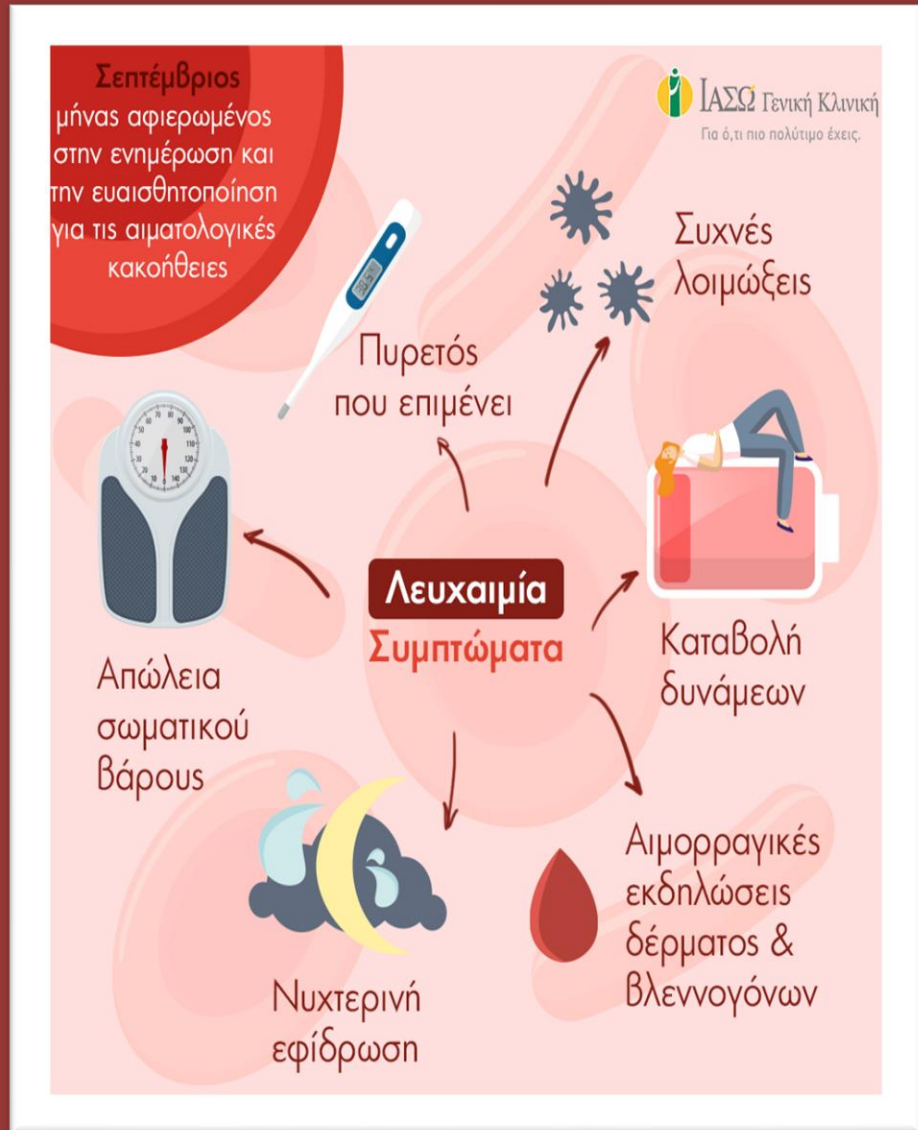 Σεπτέμβριος
μήνας αφιερωμένος
στην ενημέρωση και
την ευαισθητοποίηση
για τις αιματολογικές
κακοήθειες
ΙΑΣΩ Γενική Κλινική
Για ό,τι πιο πολύτιμο έχεις.
Συχνές
λοιμώξεις
Πυρετός
που επιμένει
Λευχαιμία
Συμπτώματα
Καταβολή
δυνάμεων
Απώλεια
σωματικού
βάρους
Αιμορραγικές
εκδηλώσεις
δέρματος &
βλεννογόνων
Νυχτερινή
εφίδρωση